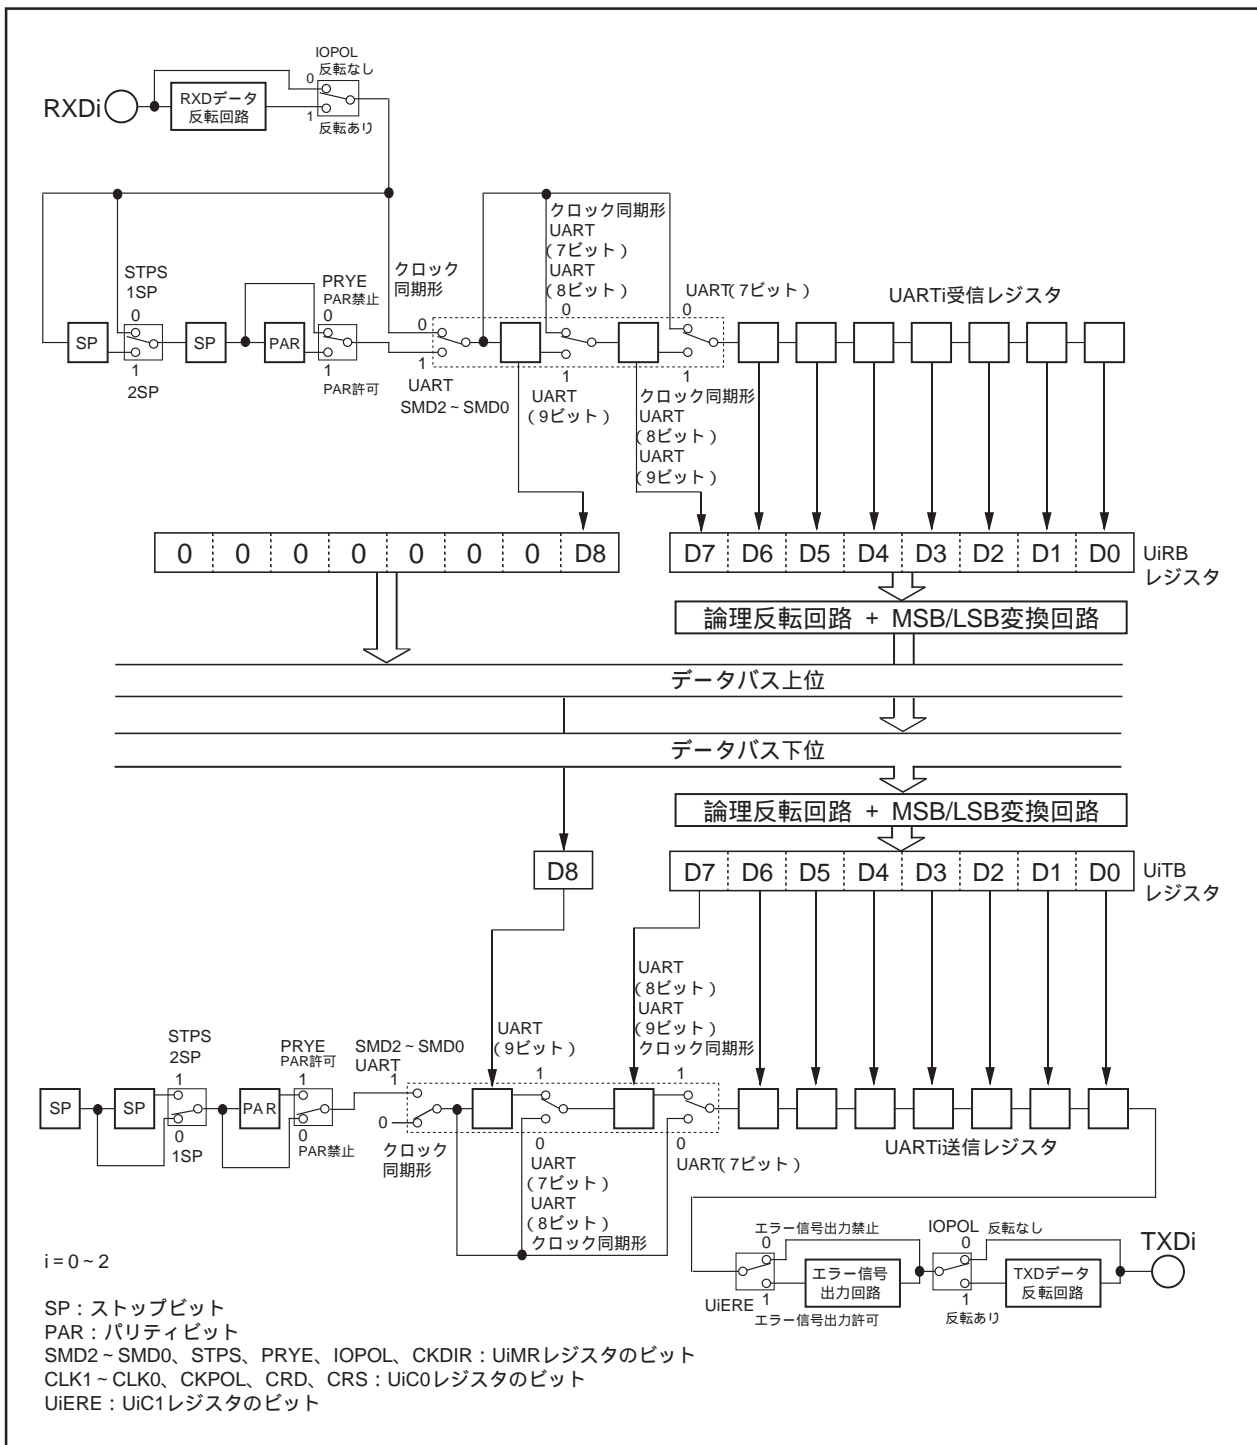 IOPOL
反転なし
0
RXDi
RXDデータ
反転回路
1
反転あり
クロック同期形
UART
(7ビット)
UART
(8ビット)
0
STPS
1SP
0
PRYE
PAR禁止
0
クロック
同期形
UART(7ビット)
0
UARTi受信レジスタ
SP
SP
PAR
0
1
2SP
1
PAR許可
1
UART
SMD2~SMD0
1
UART
(9ビット)
1
クロック同期形
UART
(8ビット)
UART
(9ビット)
0 0 0 0 0 0 0 D8
D7 D6 D5 D4 D3 D2 D1 D0
UiRB
レジスタ
論理反転回路 + MSB/LSB変換回路
データバス上位
データバス下位
論理反転回路 + MSB/LSB変換回路
D8
D7 D6 D5 D4 D3 D2 D1 D0
UiTB
レジスタ
UART
(8ビット)
UART
(9ビット)
クロック同期形
UART
(9ビット)
STPS
2SP
1
PRYE
PAR許可
1
SMD2~SMD0
UART
1
1
1
SP
SP
PAR
0
1SP
0
PAR禁止
0
クロック
同期形
0
UART
(7ビット)
UART
(8ビット)
クロック同期形
0
UART(7ビット)
UARTi送信レジスタ
エラー信号出力禁止
0
IOPOL 反転なし
0
TXDi
エラー信号
出力回路
TXDデータ
反転回路
UiERE
1
エラー信号出力許可
1
反転あり
i = 0 ~ 2
SP : ストップビット
PAR : パリティビット
SMD2~SMD0、STPS、PRYE、IOPOL、CKDIR : UiMRレジスタのビット
CLK1~CLK0、CKPOL、CRD、CRS : UiC0レジスタのビット
UiERE : UiC1レジスタのビット